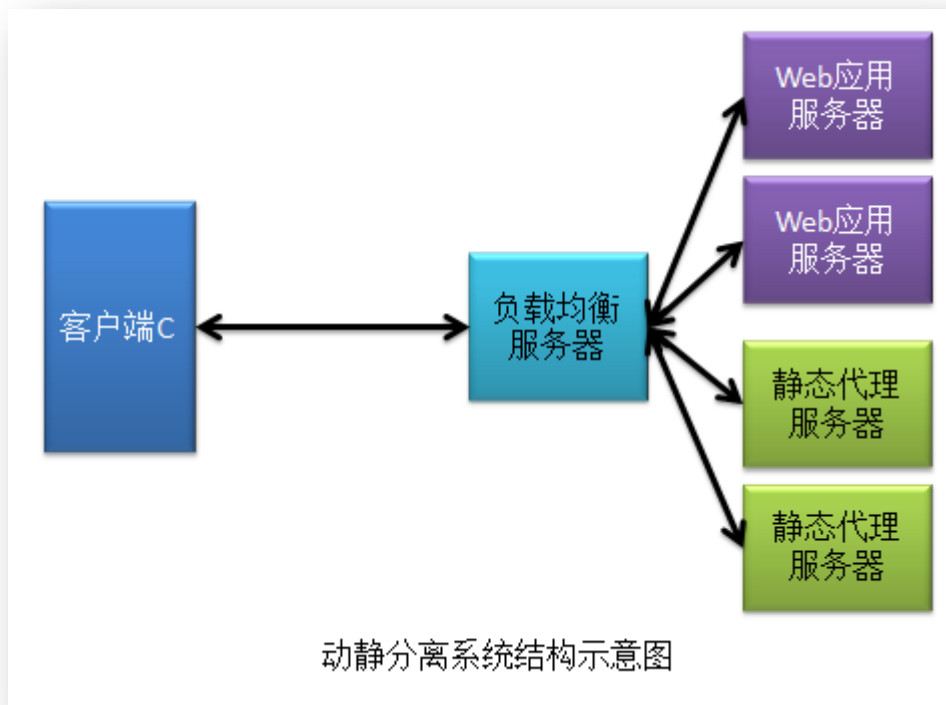 Web应用
服务器
Web应用
服务器
客户端C
负载均衡
服务器
静态代理
服务器
静态代理
服务器
动静分离系统结构示意图